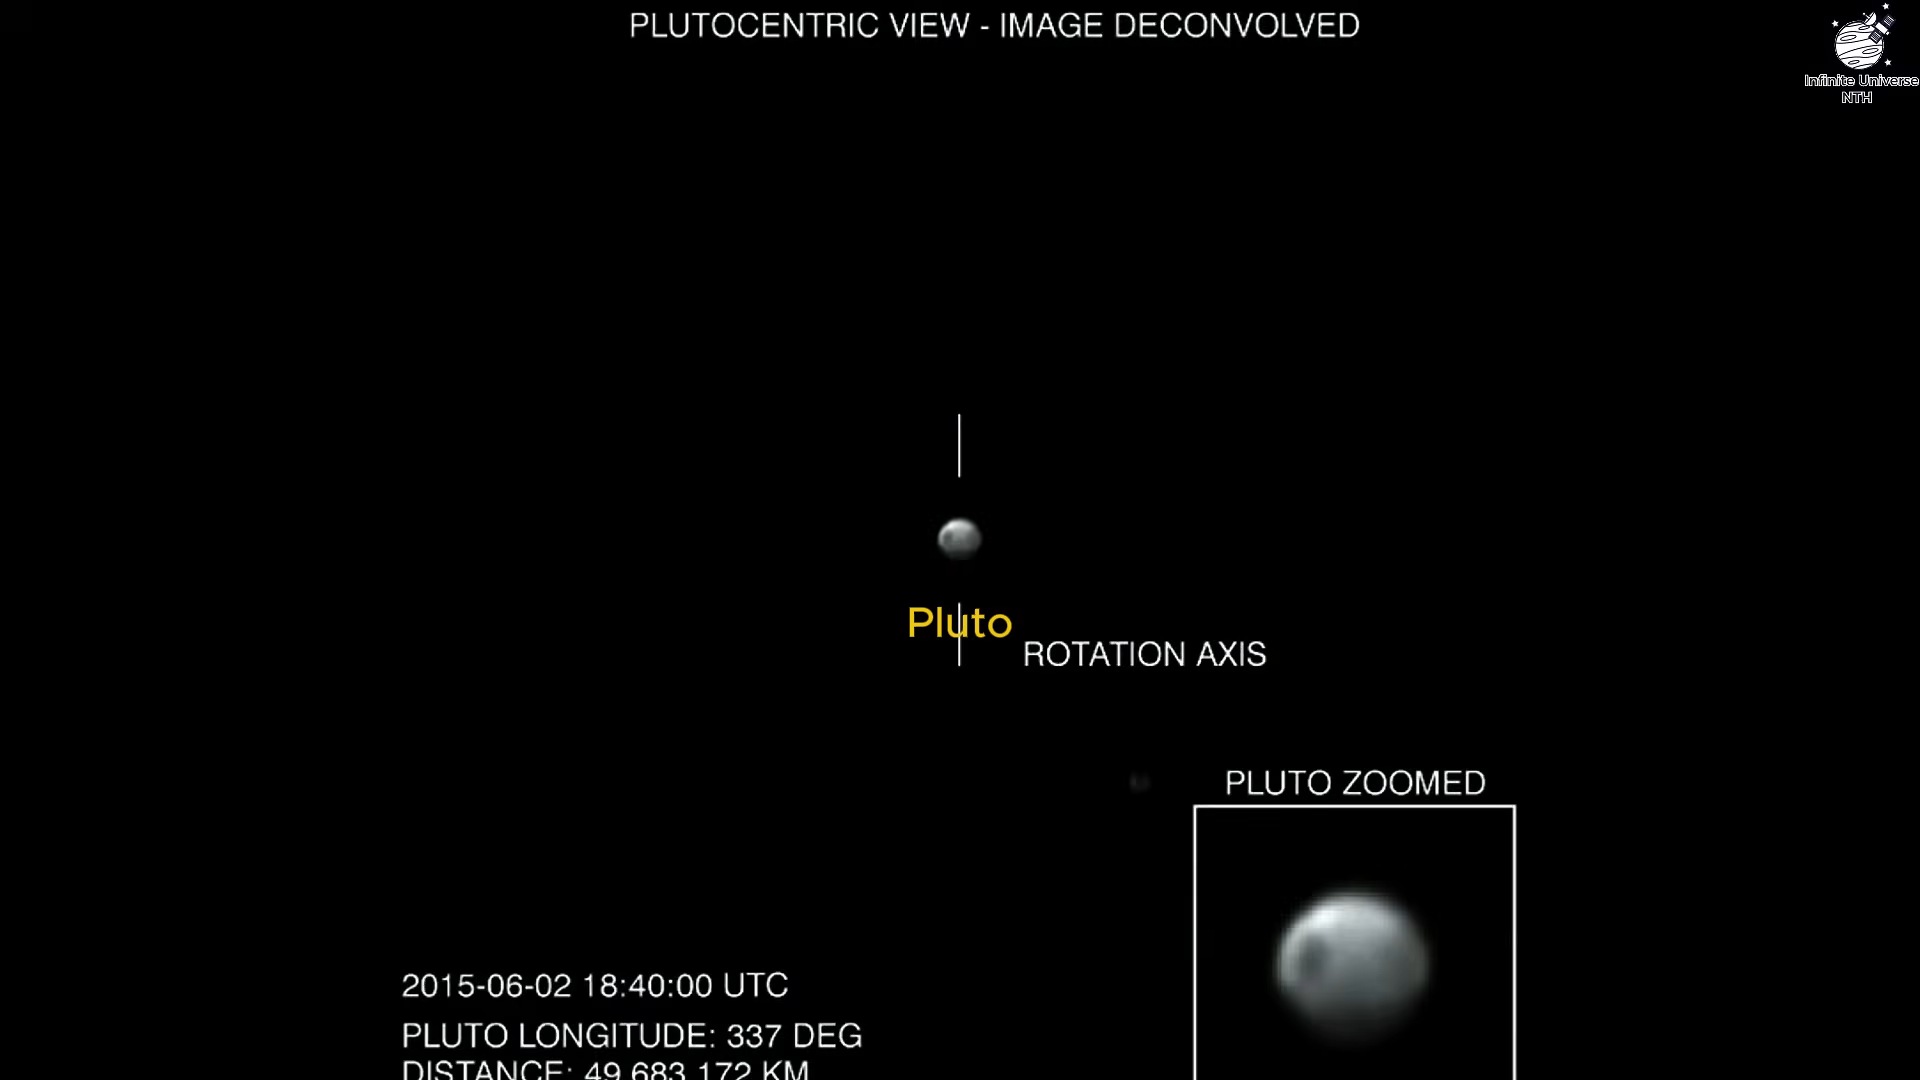 PLUTOCENTRIC VIEW - IMAGE DECONVOLVED
Infinite Universe
NTH
Pluto
ROTATION AXIS
PLUTO ZOOMED
2015-06-02 18:40:00 UTC
PLUTO LONGITUDE: 337 DEG
DISTANCE: 49,683,172 KM